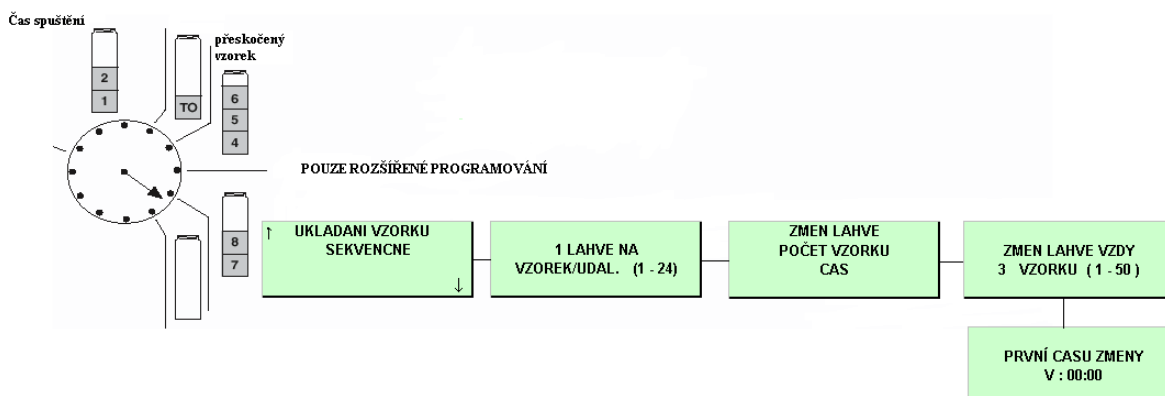 Čas spuštění
přeskočený
vzorek
2
1
TO
6
5
4
POUZE ROZŠÍŘENÉ PROGRAMOVÁNÍ
8
7
↑ UKLADANI VZORKU
SEKVENCNE
↓
1 LAHVE NA
VZOREK/UDAL. (1 - 24)
ZMEN LAHVE
POČET VZORKU
CAS
ZMEN LAHVE VZDY
3 VZORKU ( 1 - 50 )
PRVNÍ CASU ZMENY
V : 00:00